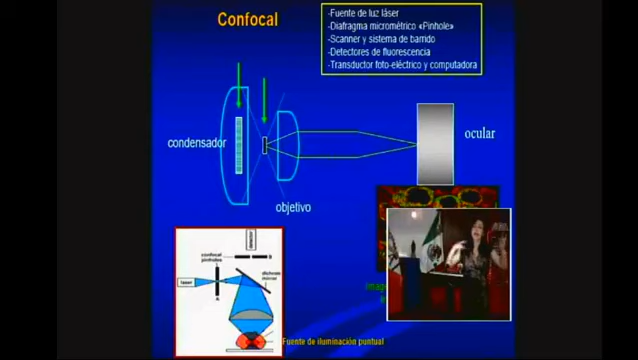 Confocal
-Fuente de luz láser
-Diafragma micrométrico «Pinhole»
-Scanner y sistema de barrido
-Detectores de fluorescencia
-Transductor foto-eléctrico y computadora
condensador
ocular
objetivo
confocal
pinholes
detector
B
dichroic
mirror
laser
A
Fuente de iluminación puntual